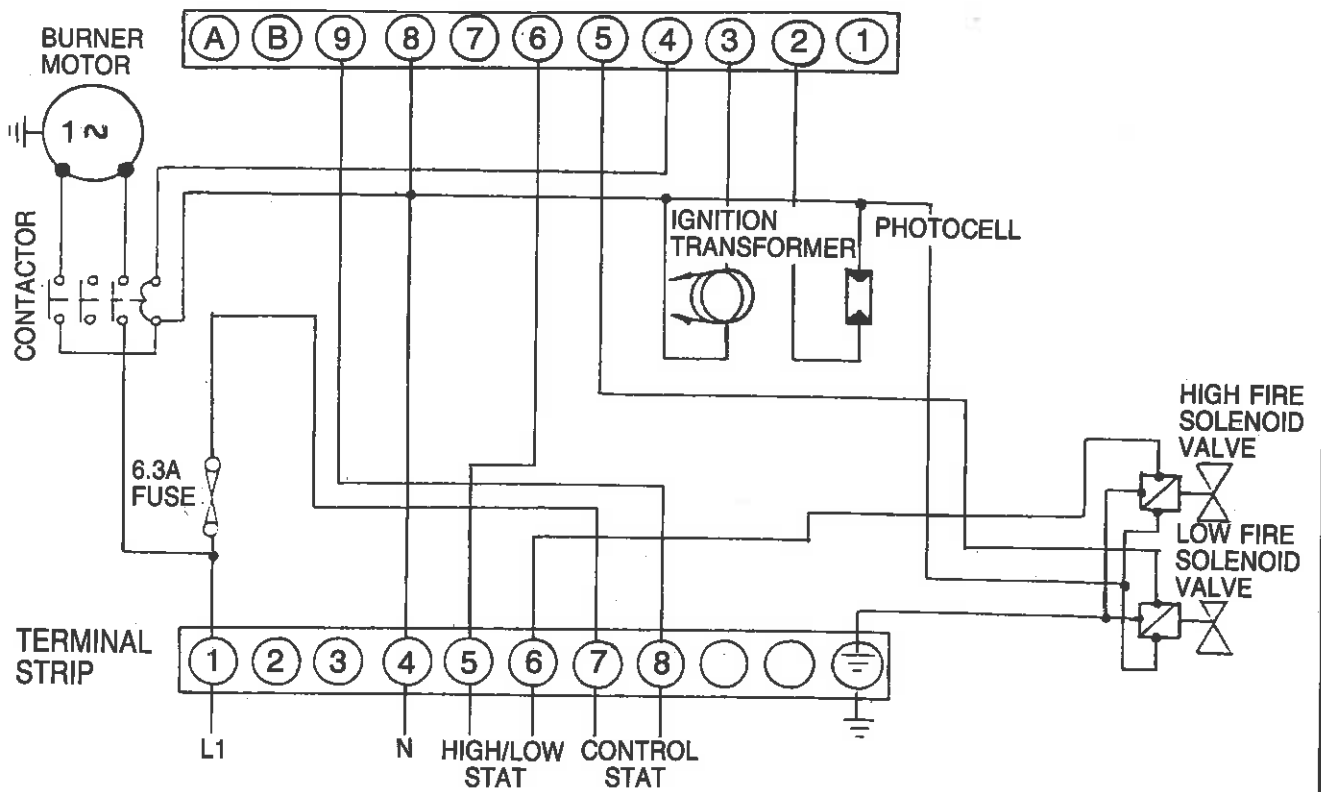 BURNER
MOTOR
A B 9 8 7 6 5 4 3 2 1
1 ~
CONTACTOR
IGNITION
TRANSFORMER
PHOTOCELL
6.3A
FUSE
HIGH FIRE
SOLENOID
VALVE
LOW FIRE
SOLENOID
VALVE
TERMINAL
STRIP
1 2 3 4 5 6 7 8
L1
N
HIGH/LOW
STAT
CONTROL
STAT